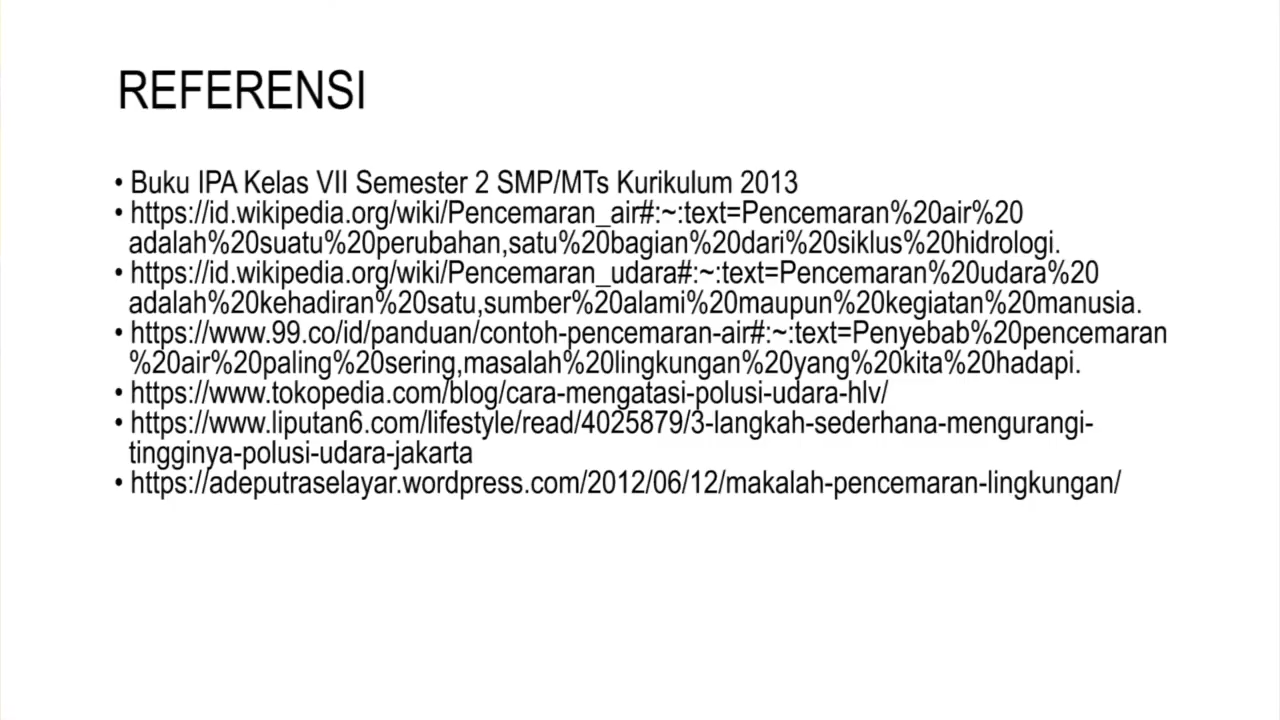 REFERENSI
• Buku IPA Kelas VII Semester 2 SMP/MTs Kurikulum 2013
• https://id.wikipedia.org/wiki/Pencemaran_air#:~:text=Pencemaran%20air%20
adalah%20suatu%20perubahan,satu%20bagian%20dari%20siklus%20hidrologi.
• https://id.wikipedia.org/wiki/Pencemaran_udara#:~:text=Pencemaran%20udara%20
adalah%20kehadiran%20satu,sumber%20alami%20maupun%20kegiatan%20manusia.
• https://www.99.co/id/panduan/contoh-pencemaran-air#:~:text=Penyebab%20pencemaran
%20air%20paling%20sering,masalah%20lingkungan%20yang%20kita%20hadapi.
• https://www.tokopedia.com/blog/cara-mengatasi-polusi-udara-hlv/
• https://www.liputan6.com/lifestyle/read/4025879/3-langkah-sederhana-mengurangi-
tingginya-polusi-udara-jakarta
• https://adeputraselayar.wordpress.com/2012/06/12/makalah-pencemaran-lingkungan/